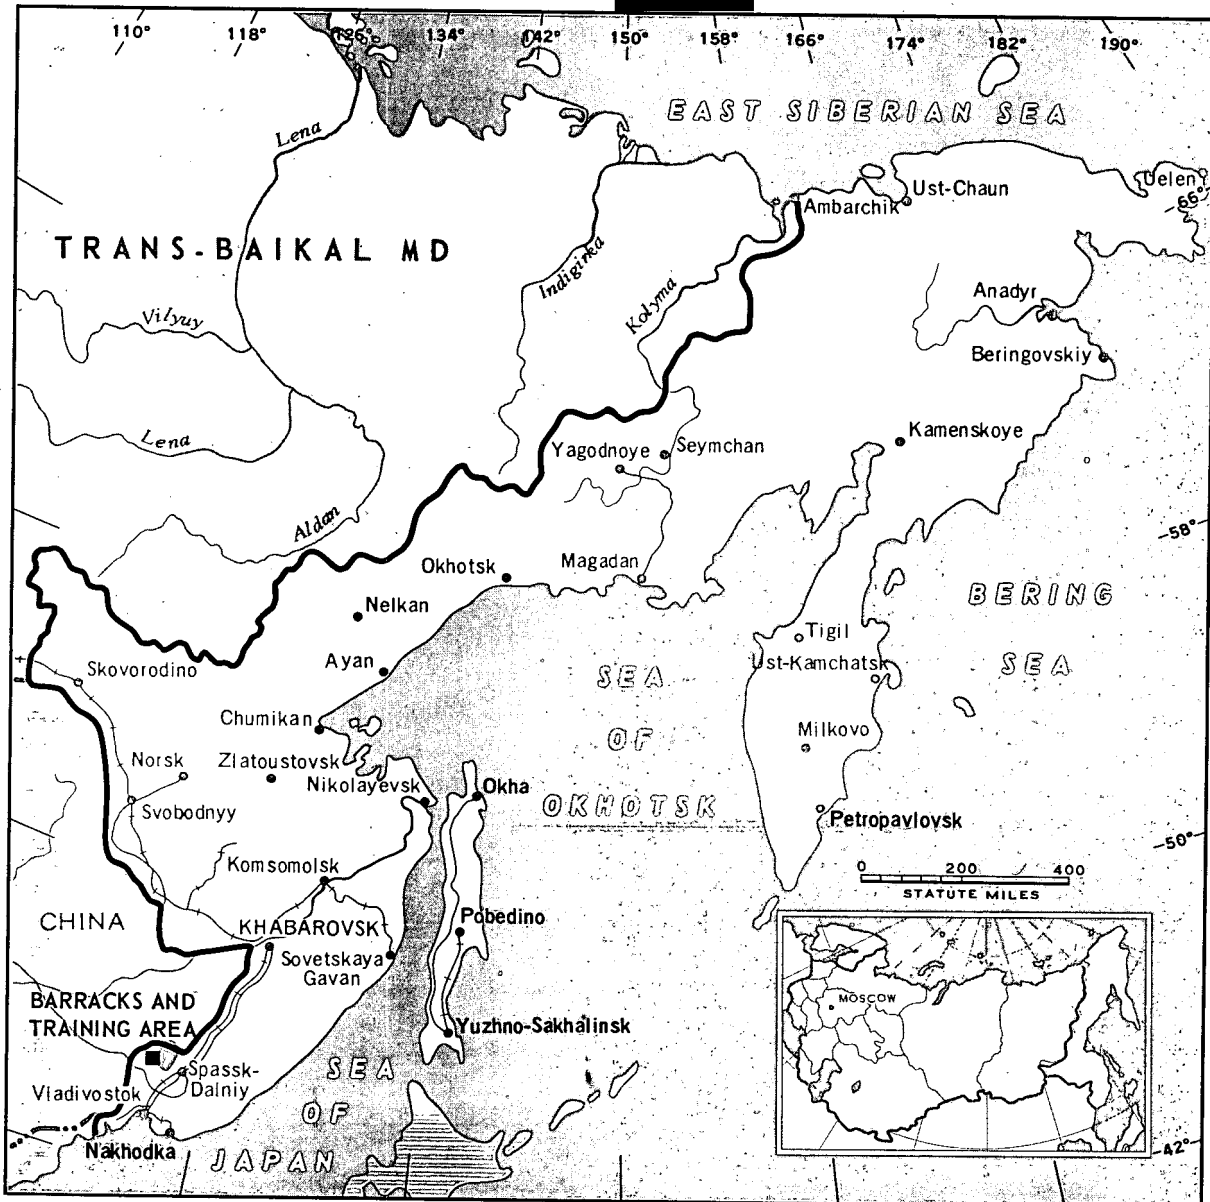 110°
118°
126°
134°
142°
150°
158°
166°
174°
182°
190°
EAST SIBERIAN SEA
Lena
Uelen
-66°
Ust-Chaun
Ambarchik
TRANS-BAIKAL MD
Indigirka
Kolyma
Anadyr
Vilyuy
Beringovskiy
Lena
Kamenskoye
Yagodnoye
Seymchan
Aldan
-58°
Okhotsk
Magadan
BERING
SEA
Nelkan
Tigil
Ayan
Ust-Kamchatsk
Skovorodino
SEA
OF
OKHOTSK
Chumikan
Milkovo
Norsk
Zlatoustovsk
Nikolayevsk
Okha
Svobodnyy
Petropavlovsk
-50°
Komsomolsk
0 200 400
STATUTE MILES
CHINA
KHABAROVSK
Pobedino
Sovetskaya
Gavan
BARRACKS AND
TRAINING AREA
MOSCOW
Yuzhno-Sakhalinsk
Spassk-
Dalniy
Vladivostok
SEA
OF
JAPAN
Nakhodka
-42°